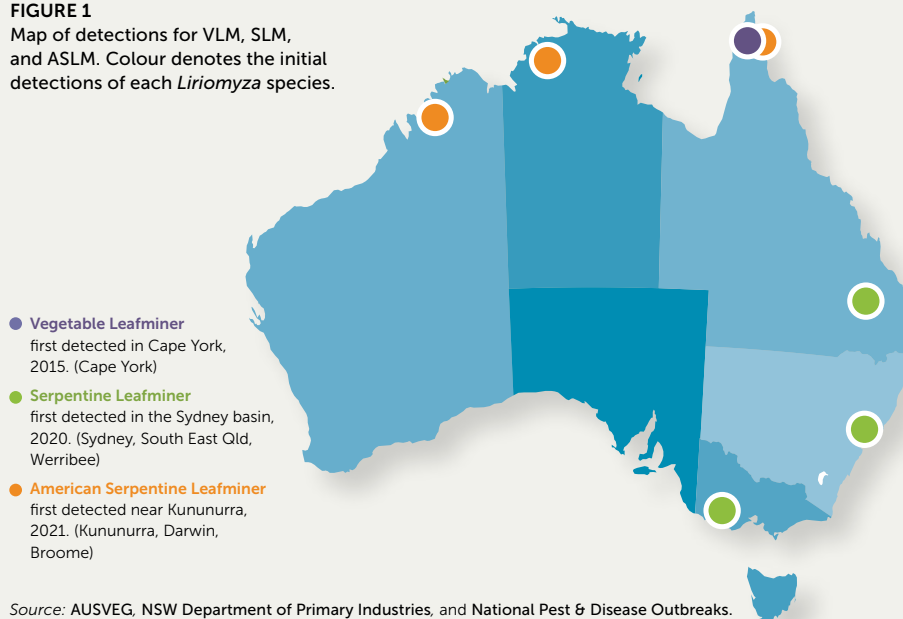 FIGURE 1
Map of detections for VLM, SLM,
and ASLM. Colour denotes the initial
detections of each Liriomyza species.
Vegetable Leafminer
first detected in Cape York,
2015. (Cape York)
Serpentine Leafminer
first detected in the Sydney basin,
2020. (Sydney, South East Qld,
Werribee)
American Serpentine Leafminer
first detected near Kununurra,
2021. (Kununurra, Darwin,
Broome)
Source: AUSVEG, NSW Department of Primary Industries, and National Pest & Disease Outbreaks.